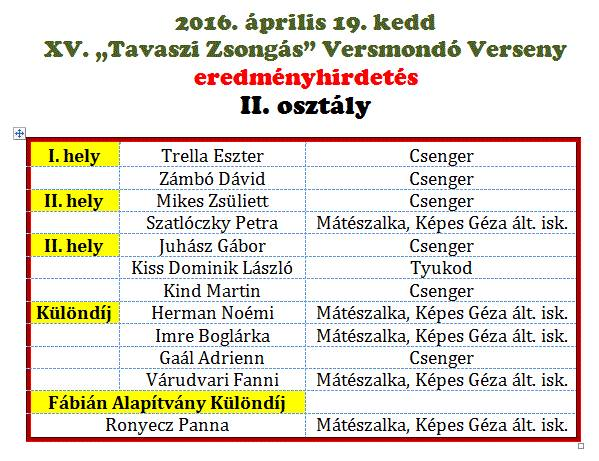 2016. április 19. kedd
XV. „Tavaszi Zsongás” Versmondó Verseny
eredményhirdetés
II. osztály
I. hely Trella Eszter Csenger
Zámbó Dávid Csenger
II. hely Mikes Zsüliett Csenger
Szatlóczky Petra Mátészalka, Képes Géza ált. isk.
II. hely Juhász Gábor Csenger
Kiss Dominik László Tyukod
Kind Martin Csenger
Különdíj Herman Noémi Mátészalka, Képes Géza ált. isk.
Imre Boglárka Mátészalka, Képes Géza ált. isk.
Gaál Adrienn Csenger
Várudvari Fanni Mátészalka, Képes Géza ált. isk.
Fábián Alapítvány Különdíj
Ronyecz Panna Mátészalka, Képes Géza ált. isk.